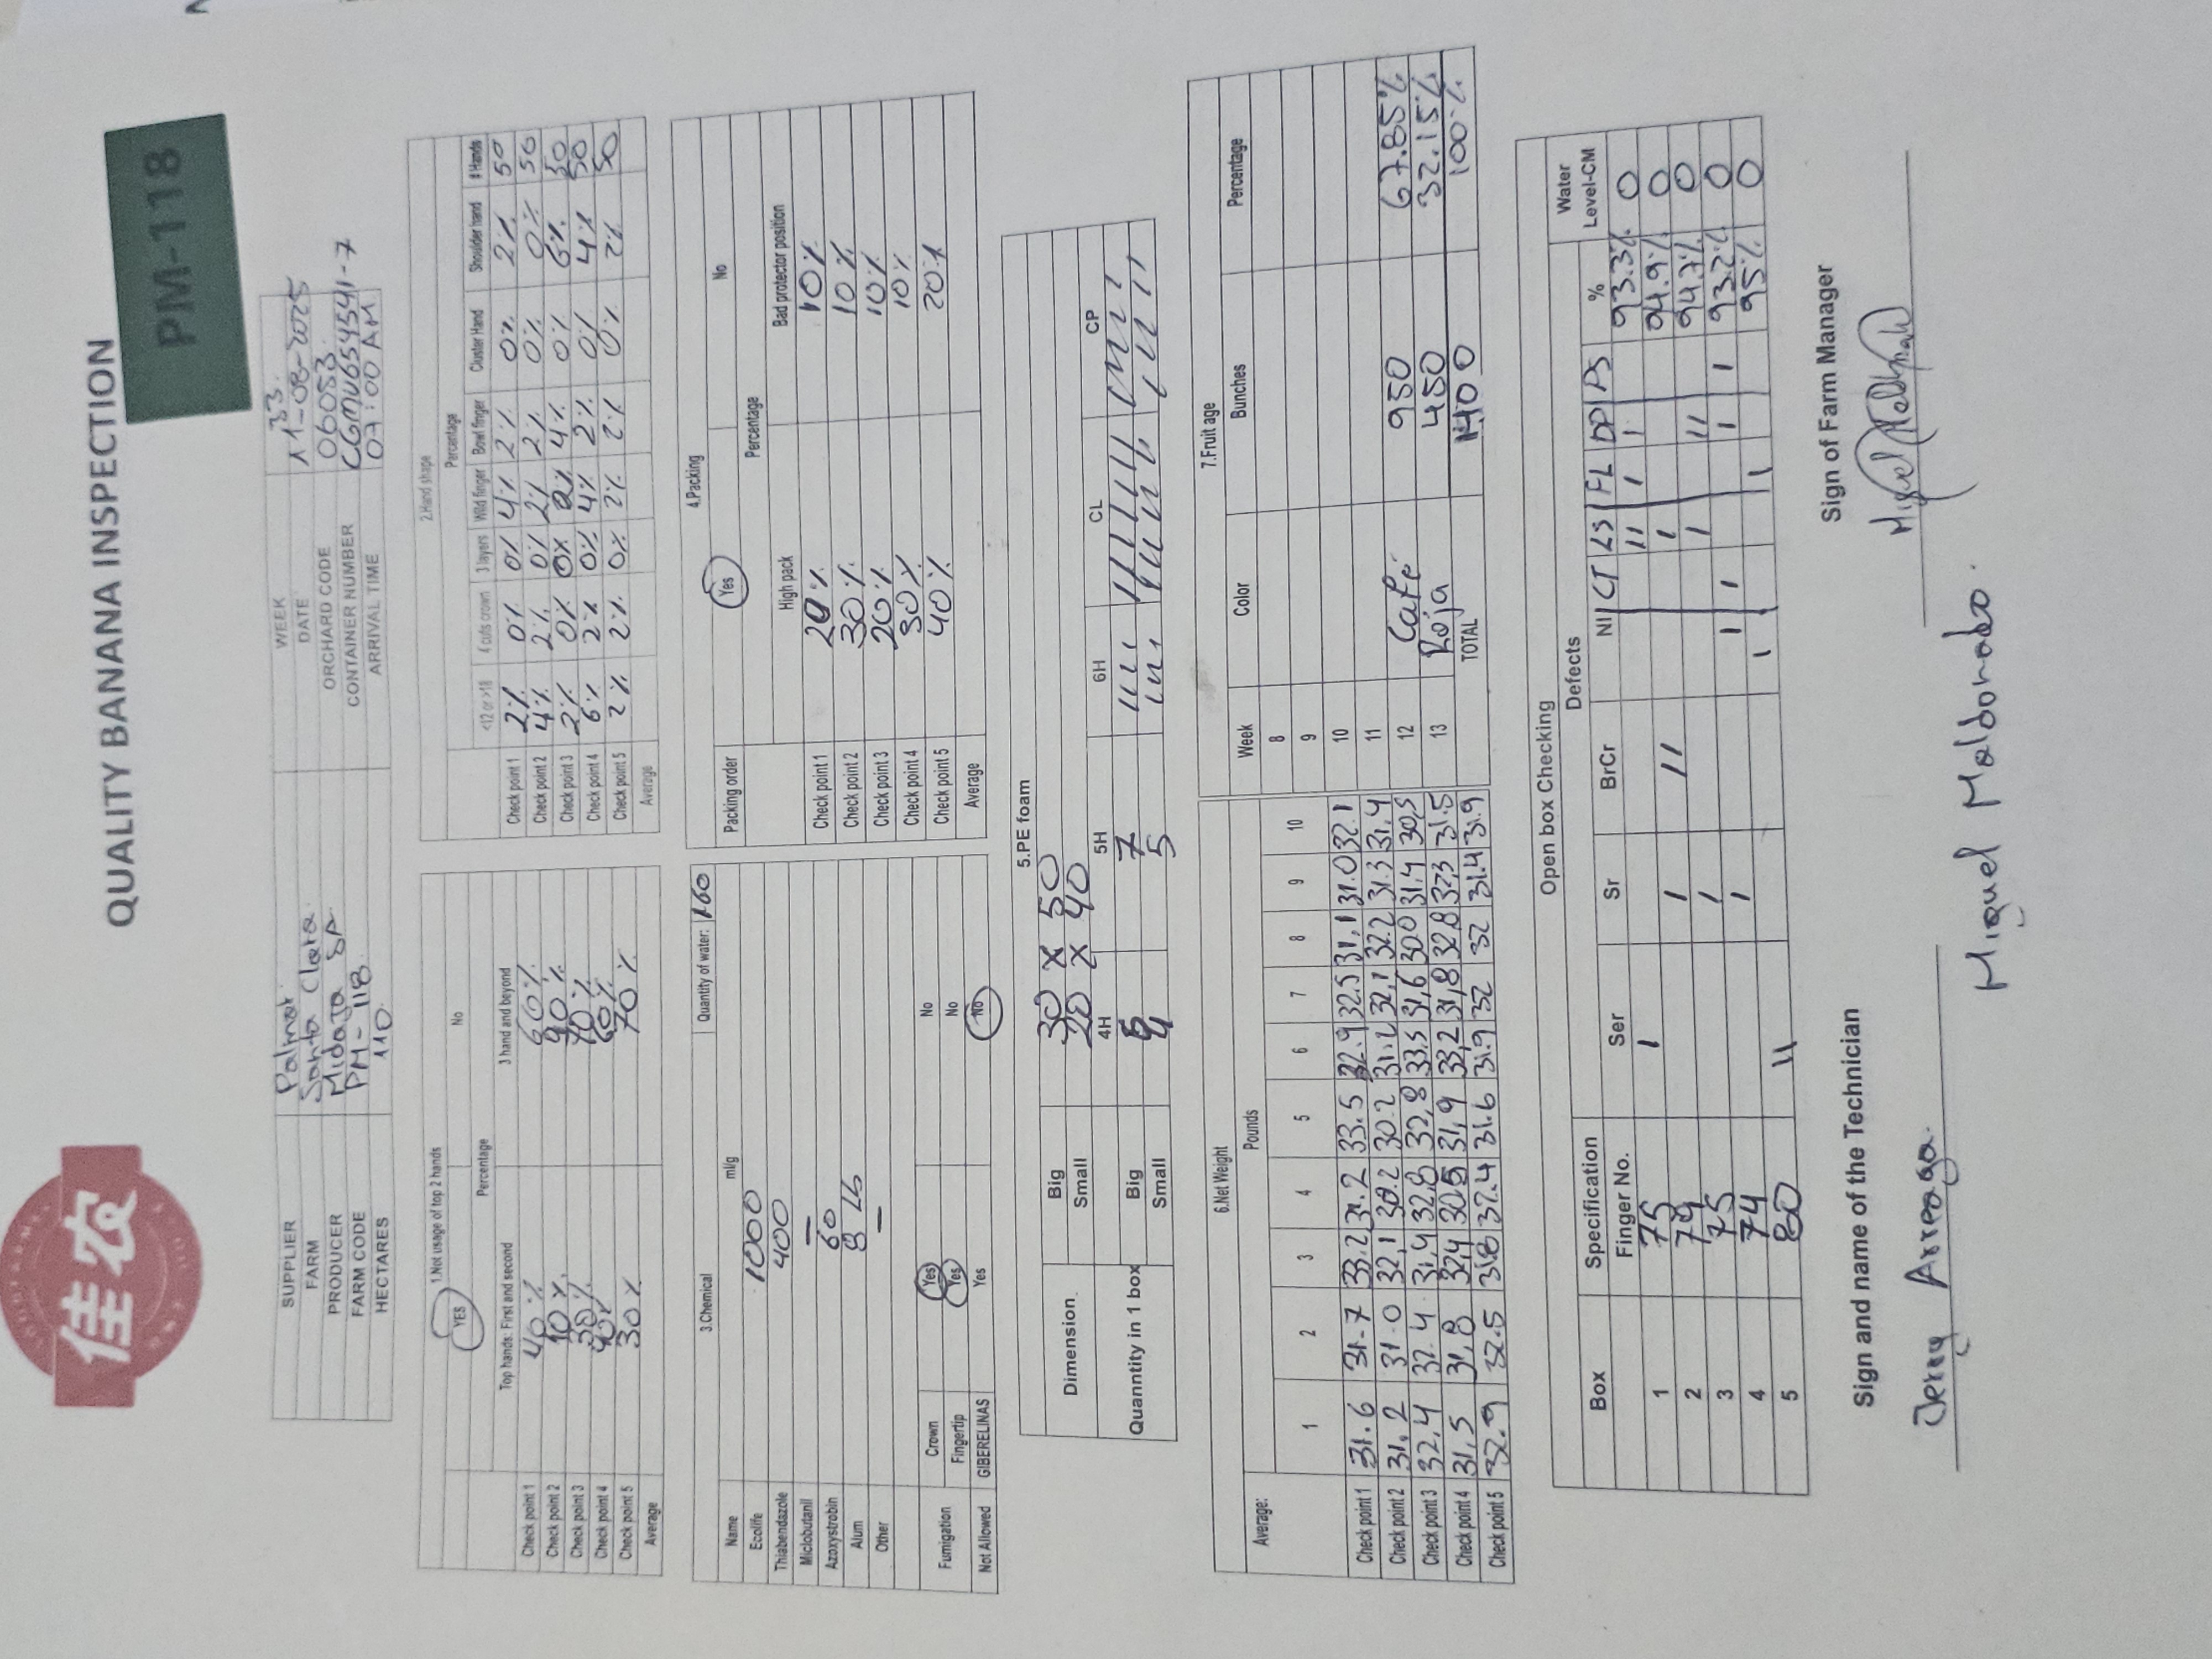 佳农
QUALITY BANANA INSPECTION
PM-118
SUPPLIER Palmar WEEK 33
FARM Santa Clara DATE 11-08-2025
PRODUCER Midaja SA ORCHARD CODE 06053
FARM CODE PM-118 CONTAINER NUMBER CGMU654541-7
HECTARES 110 ARRIVAL TIME 07:00 AM
1.Not usage of top 2 hands
YES No
Percentage
Top hands: First and second 3 hand and beyond
Check point 1 40% 60%
Check point 2 10% 90%
Check point 3 30% 70%
Check point 4 40% 60%
Check point 5 30% 70%
Average
2.Hand shape
Percentage
<12 or >18 4 cuts crown 3 layers Wild finger Bowl finger Cluster Hand Shoulder hand # Hands
Check point 1 2% 0% 0% 4% 2% 0% 2% 50
Check point 2 4% 2% 0% 2% 2% 0% 0% 50
Check point 3 2% 0% 0% 2% 4% 0% 6% 50
Check point 4 6% 2% 0% 4% 2% 0% 4% 50
Check point 5 2% 2% 0% 2% 2% 0% 2% 50
Average
3.Chemical Quantity of water: 160
Name ml/g
Ecolife 1000
Thiabendazole 400
Miclobutanil —
Azoxystrobin 60
Alum 8 Lb
Other —
Fumigation Crown Yes No
Fingertip Yes No
Not Allowed GIBERELINAS Yes No
4.Packing
Packing order Yes No
Percentage
High pack Bad protector position
Check point 1 20% 10%
Check point 2 30% 10%
Check point 3 20% 10%
Check point 4 30% 10%
Check point 5 40% 20%
Average
5.PE foam
Dimension Big 30 x 50
Small 20 x 40
4H 5H 6H CL CP
Quanntity in 1 box Big 7
Small 4 5
6.Net Weight
Average: Pounds
1 2 3 4 5 6 7 8 9 10
Check point 1 31.6 31.7 33.2 31.2 33.5 32.9 32.5 31,1 31.0 32.1
Check point 2 31.2 31.0 32,1 30.2 30.2 31.2 32,1 32.2 31.3 31,4
Check point 3 32,4 32.4 31,4 32,8 32,8 33,5 31,6 30.0 31,4 30,5
Check point 4 31,5 31,8 32,4 30.5 31,9 33,2 31,8 32,8 32,3 31.5
Check point 5 32.9 32.5 31.8 32.4 31.6 31.9 32 32 31.4 31.9
7.Fruit age
Week Color Bunches Percentage
8
9
10
11
12 Café 950 67.85%
13 Roja 450 32.15%
TOTAL 1400 100%
Open box Checking
Box Specification Defects % Water Level-CM
Finger No. Ser Sr BrCr NI CT LS FL DP PS
1 75 I II I I 93.3% 0
2 79 I II I 94.9% 0
3 75 I I II 94.7% 0
4 74 I I I I I 93.2% 0
5 80 II I I 95% 0
Sign and name of the Technician
Sign of Farm Manager
Jerry Arreaga.
Miguel Maldonado
Miguel Maldonado.